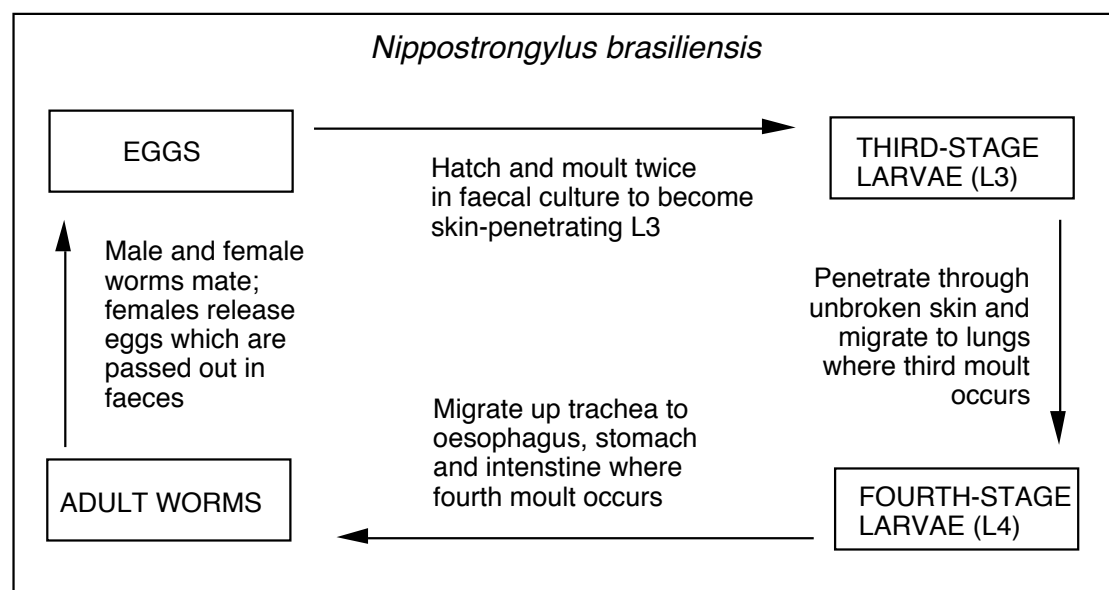 Nippostrongylus brasiliensis
EGGS
Hatch and moult twice
in faecal culture to become
skin-penetrating L3
THIRD-STAGE
LARVAE (L3)
Penetrate through
unbroken skin and
migrate to lungs
where third moult
occurs
FOURTH-STAGE
LARVAE (L4)
Migrate up trachea to
oesophagus, stomach
and intenstine where
fourth moult occurs
ADULT WORMS
Male and female
worms mate;
females release
eggs which are
passed out in
faeces